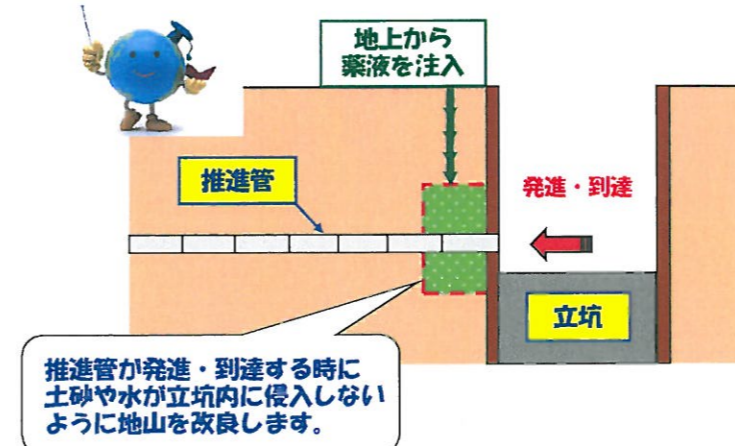 地上から
薬液を注入
推進管
発進・到達
立坑
推進管が発進・到達する時に
土砂や水が立坑内に侵入しない
ように地山を改良します。